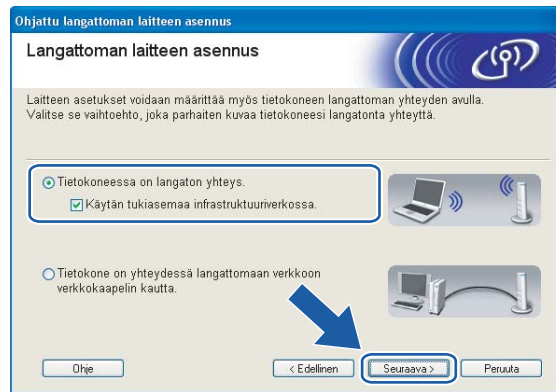 Ohjattu langattoman laitteen asennus
Langattoman laitteen asennus
Laitteen asetukset voidaan määrittää myös tietokoneen langattoman yhteyden avulla.
Valitse se vaihtoehto, joka parhaiten kuvaa tietokoneesi langatonta yhteyttä.
Tietokoneessa on langaton yhteys.
Käytän tukiasemaa infrastruktuuriverkossa.
Tietokone on yhteydessä langattomaan verkkoon
verkkokaapelin kautta.
Ohje
< Edellinen
Seuraava >
Peruuta